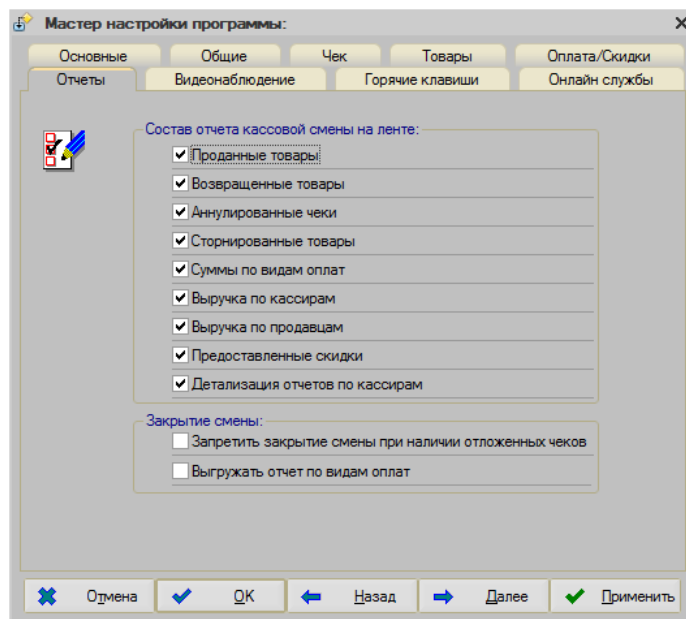 Мастер настройки программы:
Основные Общие Чек Товары Оплата/Скидки
Отчеты Видеонаблюдение Горячие клавиши Онлайн службы
Состав отчета кассовой смены на ленте:
Проданные товары
Возвращенные товары
Аннулированные чеки
Сторнированные товары
Суммы по видам оплат
Выручка по кассирам
Выручка по продавцам
Предоставленные скидки
Детализация отчетов по кассирам
Закрытие смены:
Запретить закрытие смены при наличии отложенных чеков
Выгружать отчет по видам оплат
Отмена OK Назад Далее Применить